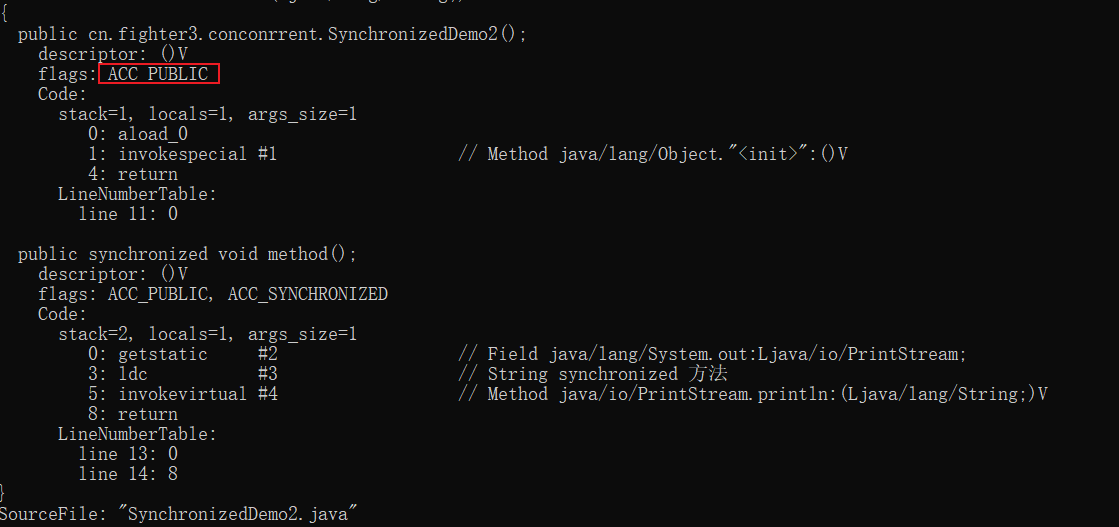 {
  public cn.fighter3.conconrrent.SynchronizedDemo2();
    descriptor: ()V
    flags: ACC_PUBLIC
    Code:
      stack=1, locals=1, args_size=1
         0: aload_0
         1: invokespecial #1                  // Method java/lang/Object."<init>":()V
         4: return
      LineNumberTable:
        line 11: 0

  public synchronized void method();
    descriptor: ()V
    flags: ACC_PUBLIC, ACC_SYNCHRONIZED
    Code:
      stack=2, locals=1, args_size=1
         0: getstatic     #2                  // Field java/lang/System.out:Ljava/io/PrintStream;
         3: ldc           #3                  // String synchronized 方法
         5: invokevirtual #4                  // Method java/io/PrintStream.println:(Ljava/lang/String;)V
         8: return
      LineNumberTable:
        line 13: 0
        line 14: 8
}
SourceFile: "SynchronizedDemo2.java"